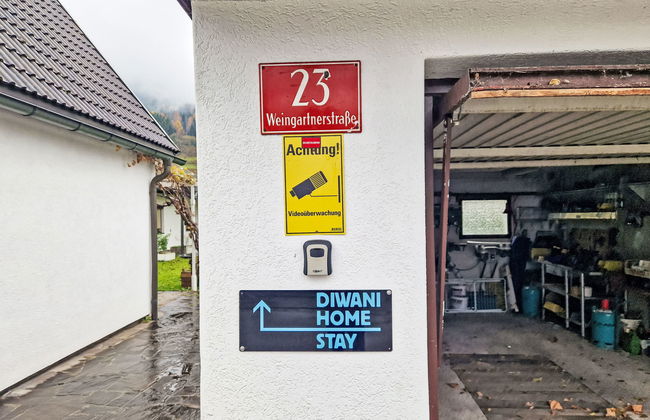 23
Weingartnerstraße
Achtung!
Videoüberwachung
DIWANI
HOME
STAY